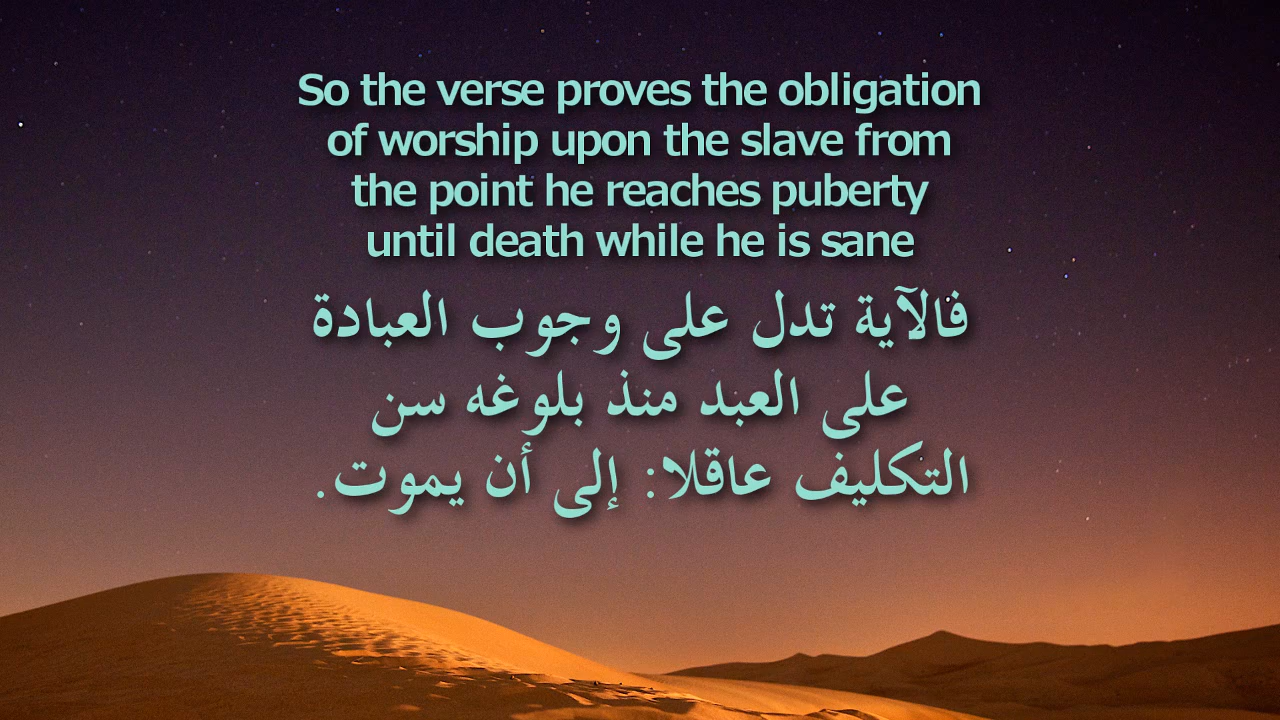 So the verse proves the obligation
of worship upon the slave from
the point he reaches puberty
until death while he is sane
فالآية تدل على وجوب العبادة
على العبد منذ بلوغه سن
التكليف عاقلا: إلى أن يموت.